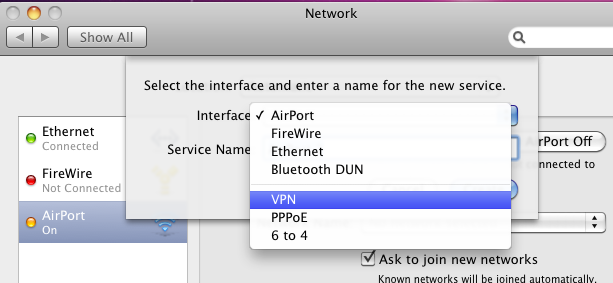 Network
Show All
Select the interface and enter a name for the new service.
Interface
AirPort
FireWire
Ethernet
Bluetooth DUN
VPN
PPPoE
6 to 4
Service Name
Ethernet
Connected
FireWire
Not Connected
AirPort
On
rPort Off
onnected to
Ask to join new networks
Known networks will be joined automatically.